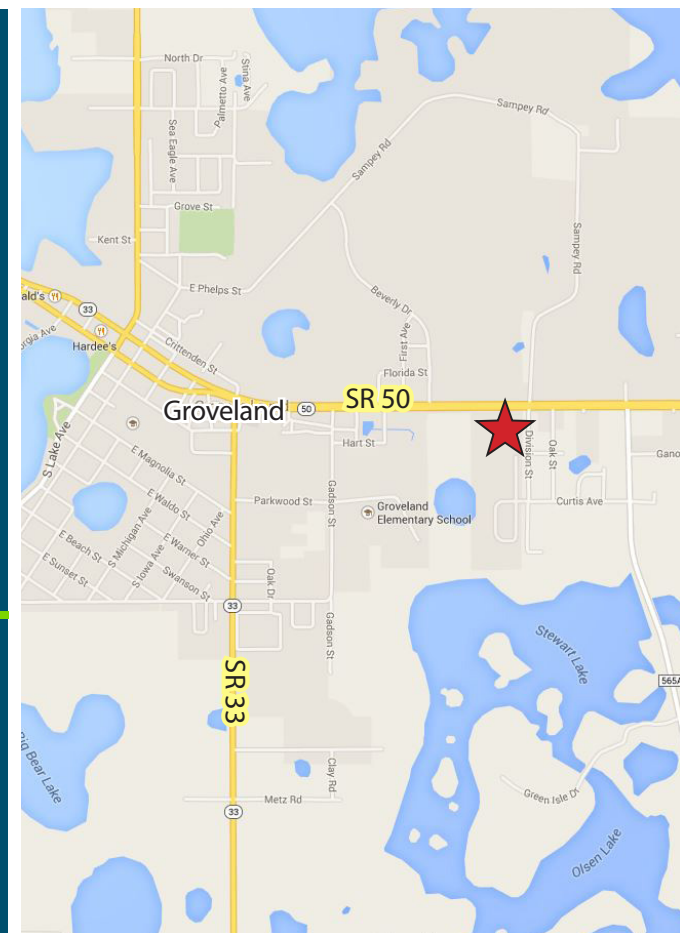 North Dr
Stina Ave
Palmetto Ave
Sea Eagle Ave
Sampey Rd
Sampey Rd
Sampey Rd
Grove St
Kent St
E Phelps St
Beverly Dr
ald's
33
Hardee's
Crittenden St
First Ave
Florida St
SR 50
Groveland
50
Hart St
S Lake Ave
E Magnolia St
E Waldo St
Ohio Ave
S Michigan Ave
E Beach St
E Warner St
S Iowa Ave
E Sunset St
Swanson St
Parkwood St
Gadson St
Groveland
Elementary School
Division St
Oak St
Curtis Ave
Gano
Oak Dr
33
Gadson St
SR 33
Stewart Lake
565A
Big Bear Lake
Clay Rd
Metz Rd
33
Green Isle Dr
Olsen Lake